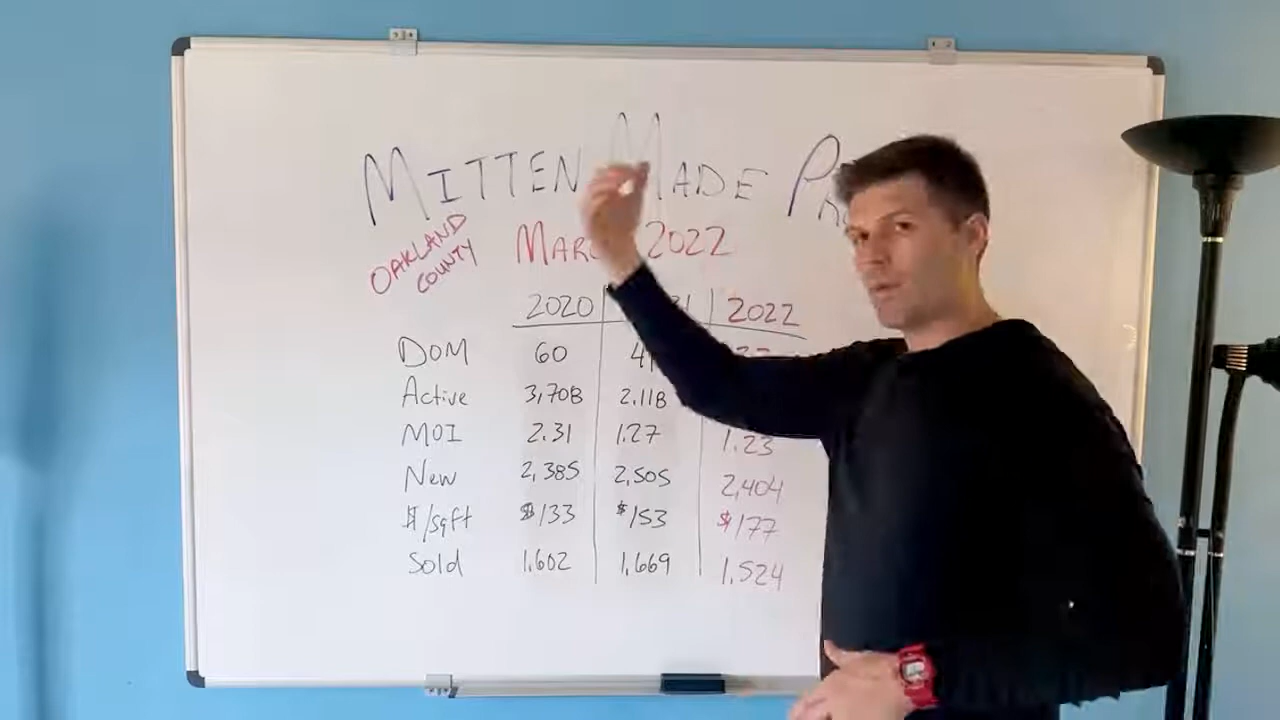 MITTEN MADE
OAKLAND COUNTY
2022
2020 2022
DOM 60
Active 3,708 2,118
MOI 2.31 1.27 1.23
New 2,385 2,505 2,404
$/sqft $133 $153 $177
Sold 1,602 1,669 1,524